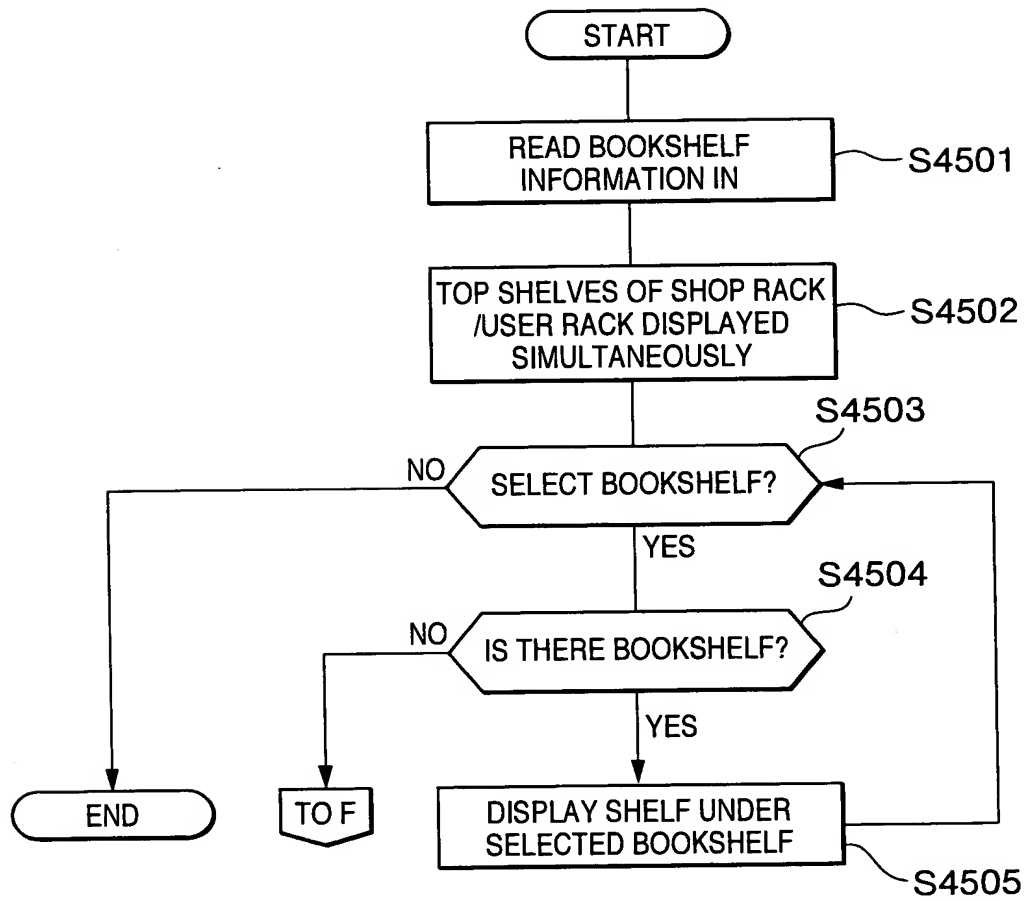 START
READ BOOKSHELF
INFORMATION IN
S4501
TOP SHELVES OF SHOP RACK
/USER RACK DISPLAYED
SIMULTANEOUSLY
S4502
S4503
NO
SELECT BOOKSHELF?
YES
S4504
NO
IS THERE BOOKSHELF?
YES
END
TO F
DISPLAY SHELF UNDER
SELECTED BOOKSHELF
S4505